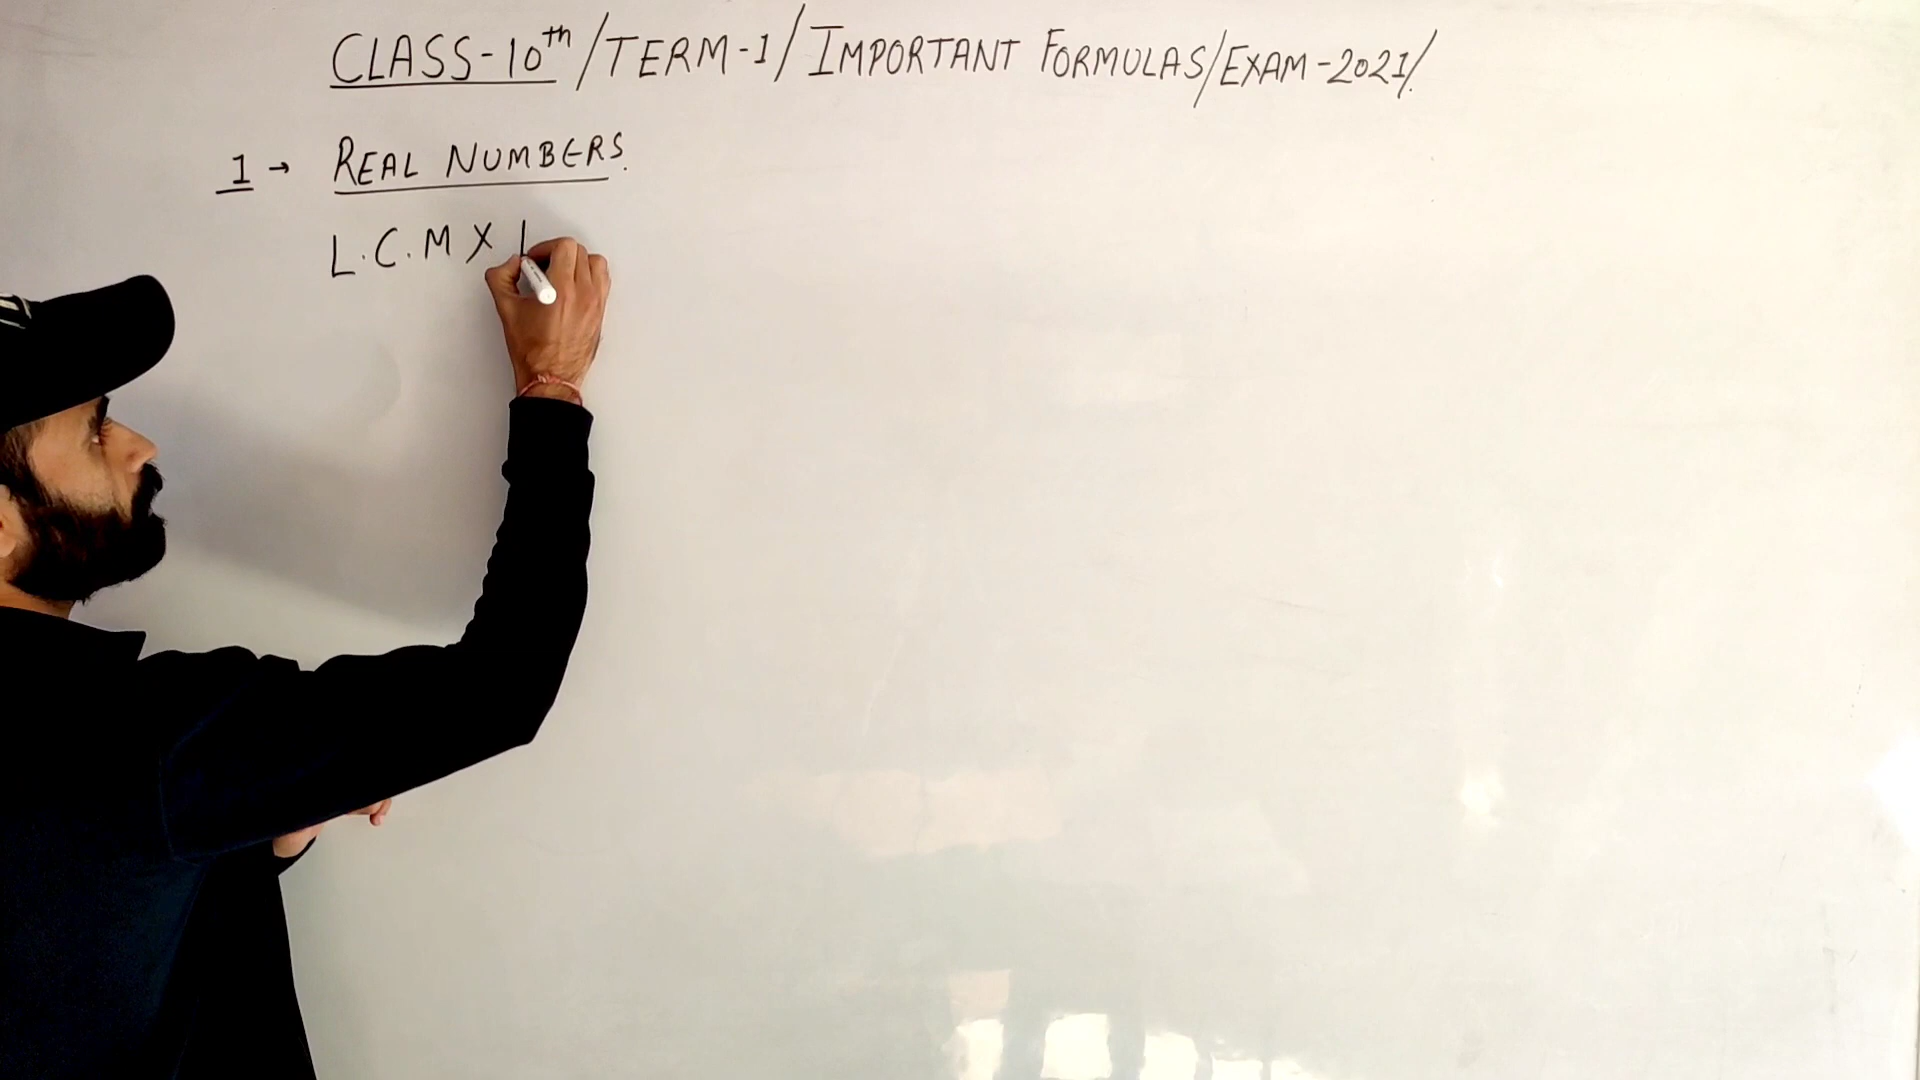 CLASS-10th/TERM-1/IMPORTANT FORMULAS/EXAM-2021/
1→ REAL NUMBERS.
L.C.M X